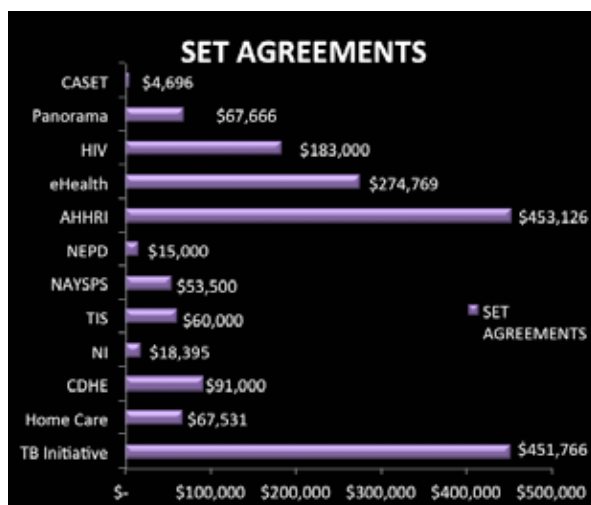 SET AGREEMENTS
CASET $4,696
Panorama $67,666
HIV $183,000
eHealth $274,769
AHHRI $453,126
NEPD $15,000
NAYSPS $53,500
TIS $60,000
SET
AGREEMENTS
NI $18,395
CDHE $91,000
Home Care $67,531
TB Initiative $451,766
$- $100,000 $200,000 $300,000 $400,000 $500,000